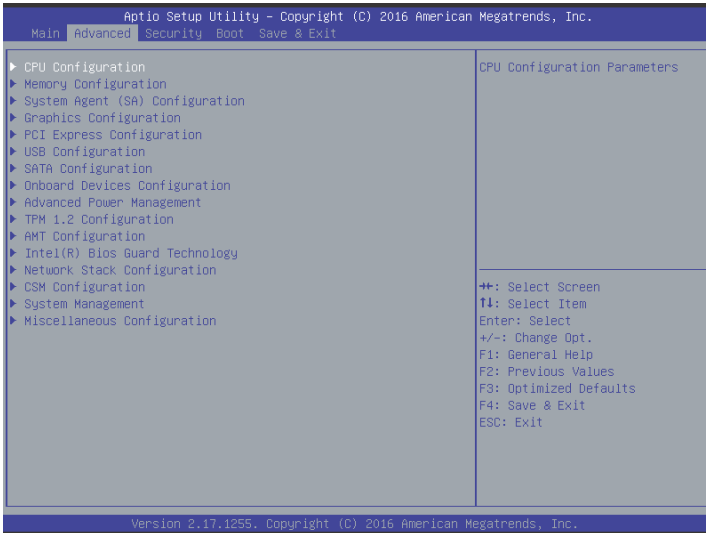 Aptio Setup Utility – Copyright (C) 2016 American Megatrends, Inc.
Main Advanced Security Boot Save & Exit
CPU Configuration
Memory Configuration
System Agent (SA) Configuration
Graphics Configuration
PCI Express Configuration
USB Configuration
SATA Configuration
Onboard Devices Configuration
Advanced Power Management
TPM 1.2 Configuration
AMT Configuration
Intel(R) Bios Guard Technology
Network Stack Configuration
CSM Configuration
System Management
Miscellaneous Configuration
CPU Configuration Parameters
→←: Select Screen
↑↓: Select Item
Enter: Select
+/-: Change Opt.
F1: General Help
F2: Previous Values
F3: Optimized Defaults
F4: Save & Exit
ESC: Exit
Version 2.17.1255. Copyright (C) 2016 American Megatrends, Inc.